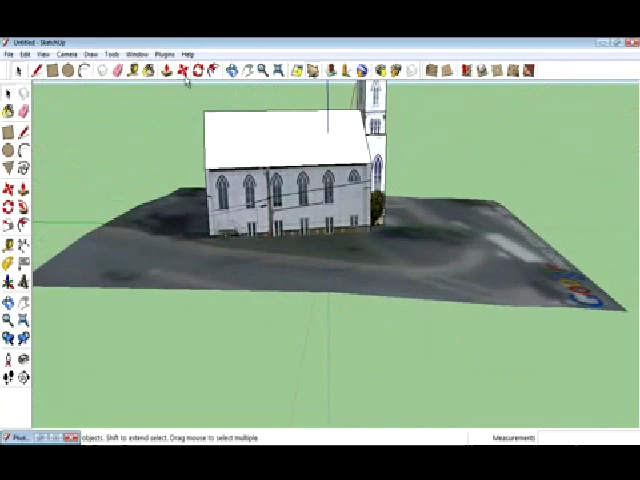 Untitled - SketchUp
File Edit View Camera Draw Tools Window Plugins Help
objects. Shift to extend select. Drag mouse to select multiple.
Measurements